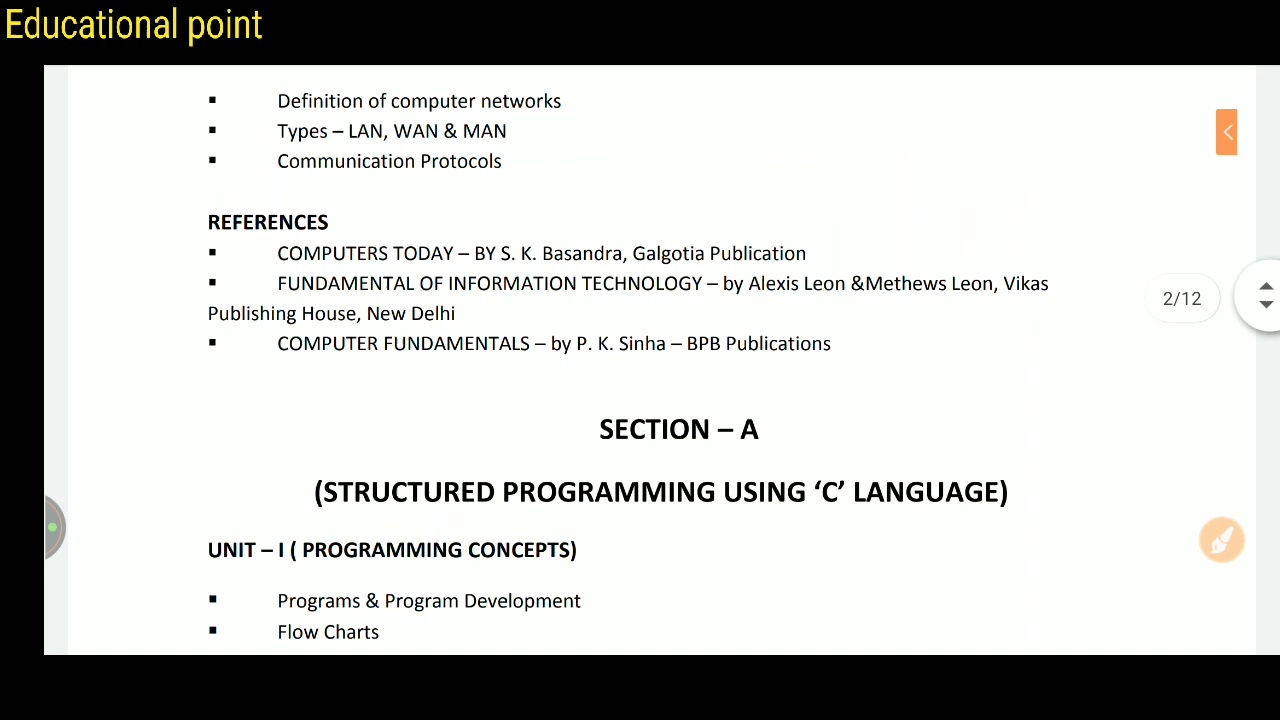 Educational point
▪ Definition of computer networks
▪ Types – LAN, WAN & MAN
▪ Communication Protocols
REFERENCES
▪ COMPUTERS TODAY – BY S. K. Basandra, Galgotia Publication
▪ FUNDAMENTAL OF INFORMATION TECHNOLOGY – by Alexis Leon &Methews Leon, Vikas
Publishing House, New Delhi
2/12
▪ COMPUTER FUNDAMENTALS – by P. K. Sinha – BPB Publications
SECTION – A
(STRUCTURED PROGRAMMING USING ‘C’ LANGUAGE)
UNIT – I ( PROGRAMMING CONCEPTS)
▪ Programs & Program Development
▪ Flow Charts